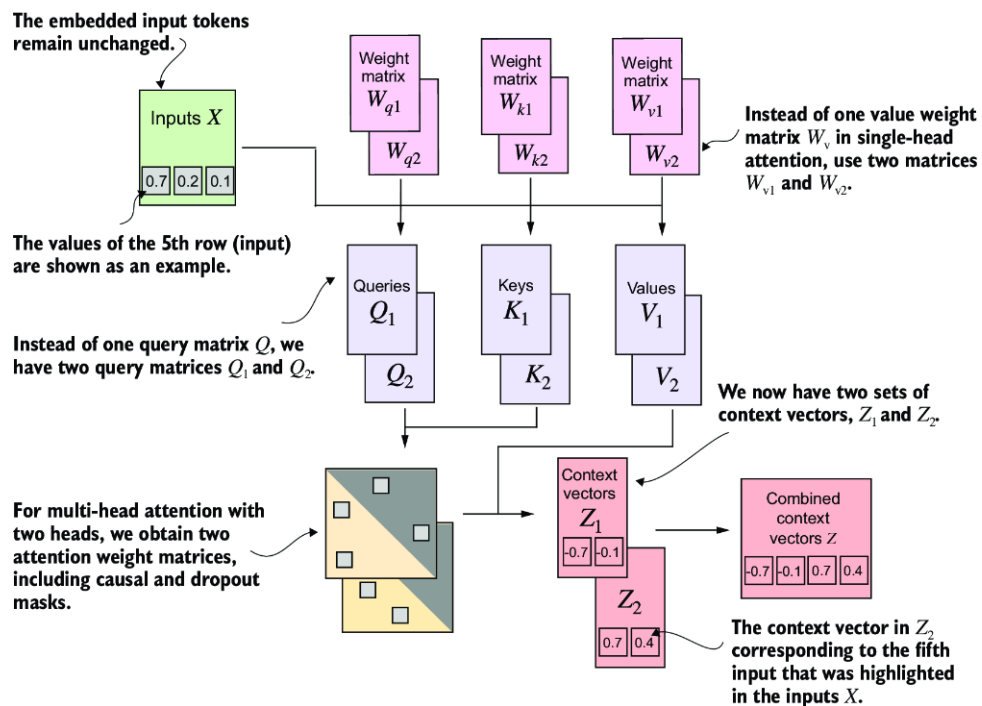 The embedded input tokens
remain unchanged.
Inputs X
0.7 0.2 0.1
The values of the 5th row (input)
are shown as an example.
Weight
matrix
Wq1
Wq2
Weight
matrix
Wk1
Wk2
Weight
matrix
Wv1
Wv2
Instead of one value weight
matrix Wv in single-head
attention, use two matrices
Wv1 and Wv2.
Queries
Q1
Q2
Keys
K1
K2
Values
V1
V2
Instead of one query matrix Q, we
have two query matrices Q1 and Q2.
We now have two sets of
context vectors, Z1 and Z2.
For multi-head attention with
two heads, we obtain two
attention weight matrices,
including causal and dropout
masks.
Context
vectors
Z1
-0.7 -0.1
Z2
0.7 0.4
Combined
context
vectors Z
-0.7 -0.1 0.7 0.4
The context vector in Z2
corresponding to the fifth
input that was highlighted
in the inputs X.